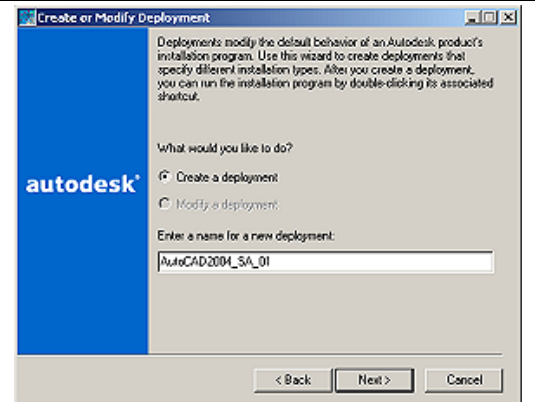 Create or Modify Deployment
Deployments modify the default behavior of an Autodesk product's
installation program. Use this wizard to create deployments that
specify different installation types. After you create a deployment,
you can run the installation program by double-clicking its associated
shortcut.
What would you like to do?
autodesk®
Create a deployment
Modify a deployment
Enter a name for a new deployment:
AutoCAD2004_SA_01
< Back
Next >
Cancel